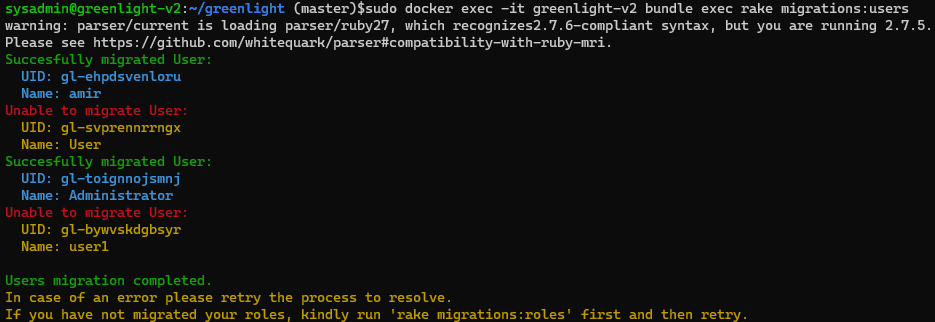 sysadmin@greenlight-v2:~/greenlight (master)$sudo docker exec -it greenlight-v2 bundle exec rake migrations:users
warning: parser/current is loading parser/ruby27, which recognizes2.7.6-compliant syntax, but you are running 2.7.5.
Please see https://github.com/whitequark/parser#compatibility-with-ruby-mri.
Succesfully migrated User:
  UID: gl-ehpdsvenloru
  Name: amir
Unable to migrate User:
  UID: gl-svprennrrngx
  Name: User
Succesfully migrated User:
  UID: gl-toignnojsmnj
  Name: Administrator
Unable to migrate User:
  UID: gl-bywvskdgbsyr
  Name: user1

Users migration completed.
In case of an error please retry the process to resolve.
If you have not migrated your roles, kindly run 'rake migrations:roles' first and then retry.